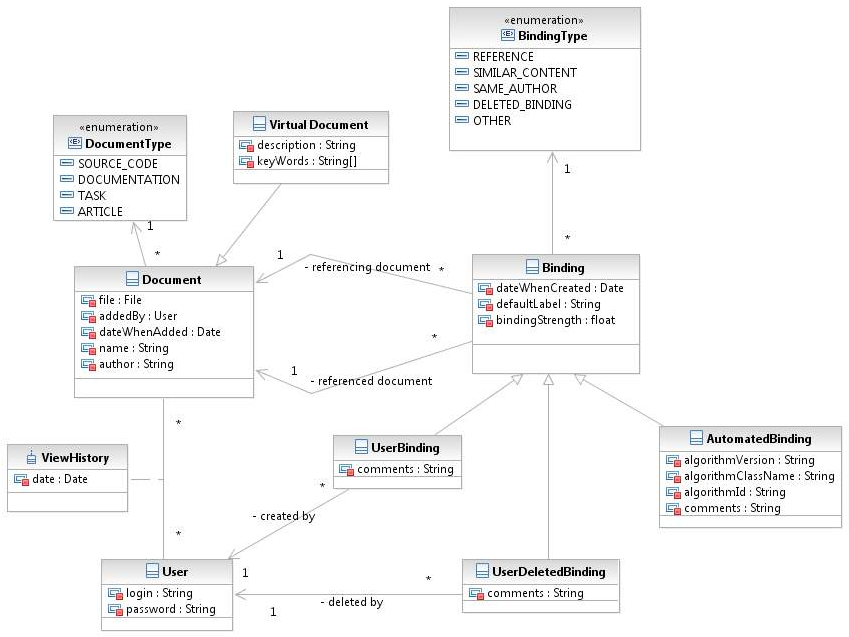 «enumeration»
BindingType
REFERENCE
SIMILAR_CONTENT
SAME_AUTHOR
DELETED_BINDING
OTHER
«enumeration»
DocumentType
SOURCE_CODE
DOCUMENTATION
TASK
ARTICLE
Virtual Document
description : String
keyWords : String[]
1
1
*
*
1
- referencing document
*
Document
file : File
addedBy : User
dateWhenAdded : Date
name : String
author : String
Binding
dateWhenCreated : Date
defaultLabel : String
bindingStrength : float
*
1
- referenced document
*
ViewHistory
date : Date
UserBinding
comments : String
AutomatedBinding
algorithmVersion : String
algorithmClassName : String
algorithmId : String
comments : String
*
- created by
*
1
User
login : String
password : String
*
1
- deleted by
UserDeletedBinding
comments : String